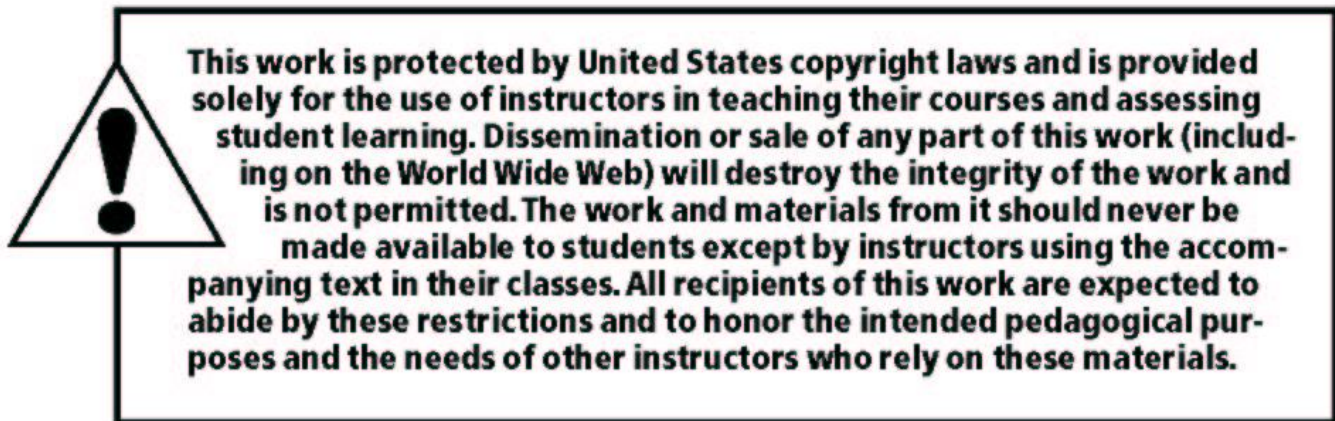 This work is protected by United States copyright laws and is provided
solely for the use of instructors in teaching their courses and assessing
student learning. Dissemination or sale of any part of this work (includ-
ing on the World Wide Web) will destroy the integrity of the work and
is not permitted. The work and materials from it should never be
made available to students except by instructors using the accom-
panying text in their classes. All recipients of this work are expected to
abide by these restrictions and to honor the intended pedagogical pur-
poses and the needs of other instructors who rely on these materials.